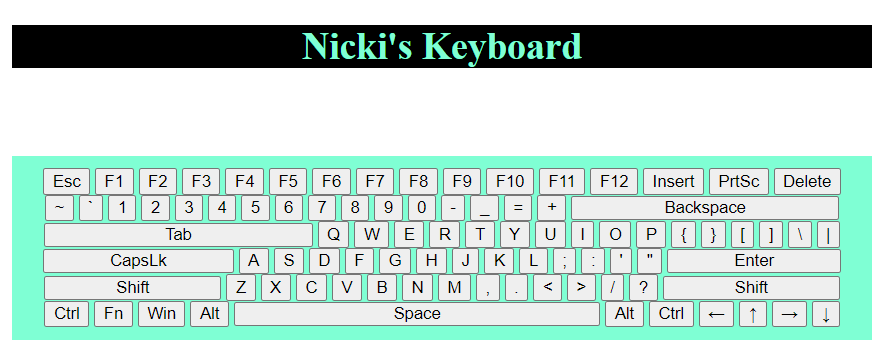 Nicki's Keyboard
Esc F1 F2 F3 F4 F5 F6 F7 F8 F9 F10 F11 F12 Insert PrtSc Delete
~ ` 1 2 3 4 5 6 7 8 9 0 - _ = + Backspace
Tab Q W E R T Y U I O P { } [ ] \ |
CapsLk A S D F G H J K L ; : ' " Enter
Shift Z X C V B N M , . < > / ? Shift
Ctrl Fn Win Alt Space Alt Ctrl ← ↑ → ↓